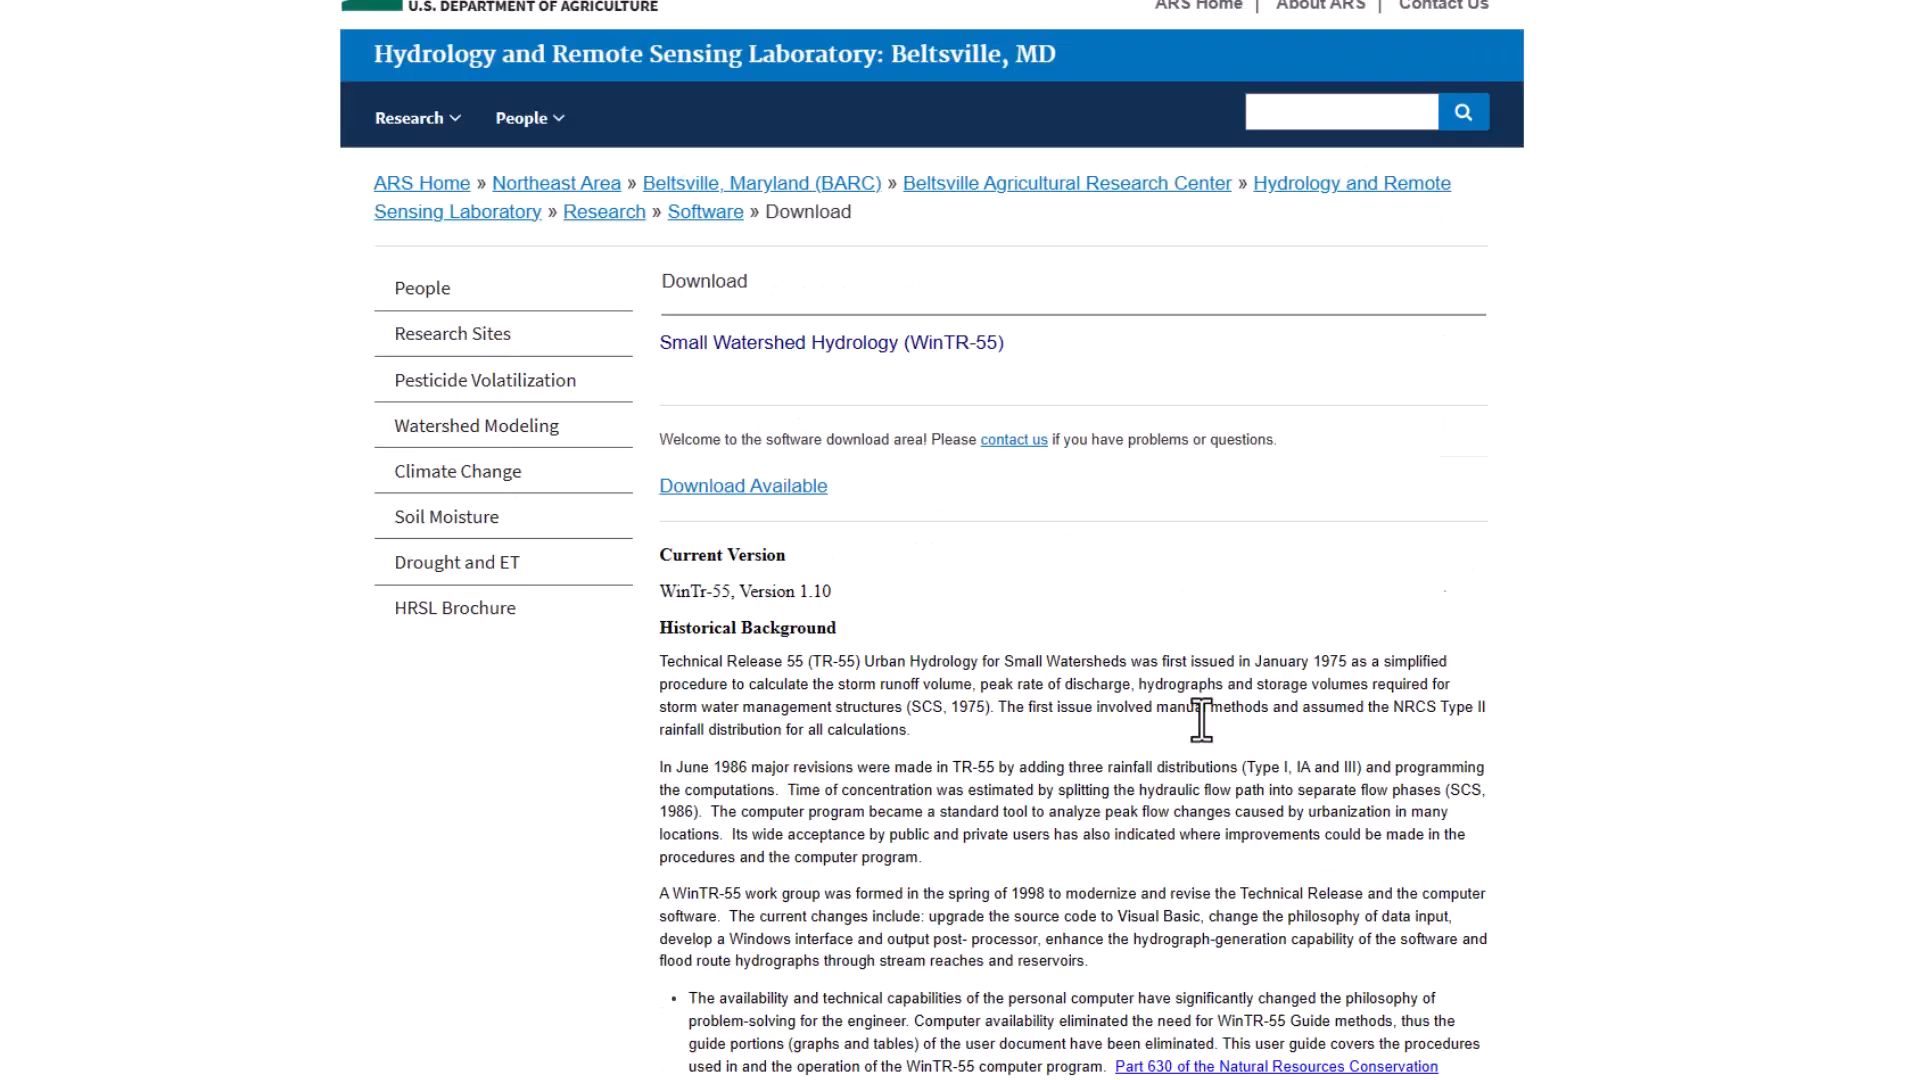 U.S. DEPARTMENT OF AGRICULTURE
ARS Home | About ARS | Contact Us
Hydrology and Remote Sensing Laboratory: Beltsville, MD
Research People
ARS Home » Northeast Area » Beltsville, Maryland (BARC) » Beltsville Agricultural Research Center » Hydrology and Remote
Sensing Laboratory » Research » Software » Download
People
Research Sites
Pesticide Volatilization
Watershed Modeling
Climate Change
Soil Moisture
Drought and ET
HRSL Brochure
Download
Small Watershed Hydrology (WinTR-55)
Welcome to the software download area! Please contact us if you have problems or questions.
Download Available
Current Version
WinTr-55, Version 1.10
Historical Background
Technical Release 55 (TR-55) Urban Hydrology for Small Watersheds was first issued in January 1975 as a simplified
procedure to calculate the storm runoff volume, peak rate of discharge, hydrographs and storage volumes required for
storm water management structures (SCS, 1975). The first issue involved manual methods and assumed the NRCS Type II
rainfall distribution for all calculations.
In June 1986 major revisions were made in TR-55 by adding three rainfall distributions (Type I, IA and III) and programming
the computations. Time of concentration was estimated by splitting the hydraulic flow path into separate flow phases (SCS,
1986). The computer program became a standard tool to analyze peak flow changes caused by urbanization in many
locations. Its wide acceptance by public and private users has also indicated where improvements could be made in the
procedures and the computer program.
A WinTR-55 work group was formed in the spring of 1998 to modernize and revise the Technical Release and the computer
software. The current changes include: upgrade the source code to Visual Basic, change the philosophy of data input,
develop a Windows interface and output post- processor, enhance the hydrograph-generation capability of the software and
flood route hydrographs through stream reaches and reservoirs.
• The availability and technical capabilities of the personal computer have significantly changed the philosophy of
problem-solving for the engineer. Computer availability eliminated the need for WinTR-55 Guide methods, thus the
guide portions (graphs and tables) of the user document have been eliminated. This user guide covers the procedures
used in and the operation of the WinTR-55 computer program. Part 630 of the Natural Resources Conservation